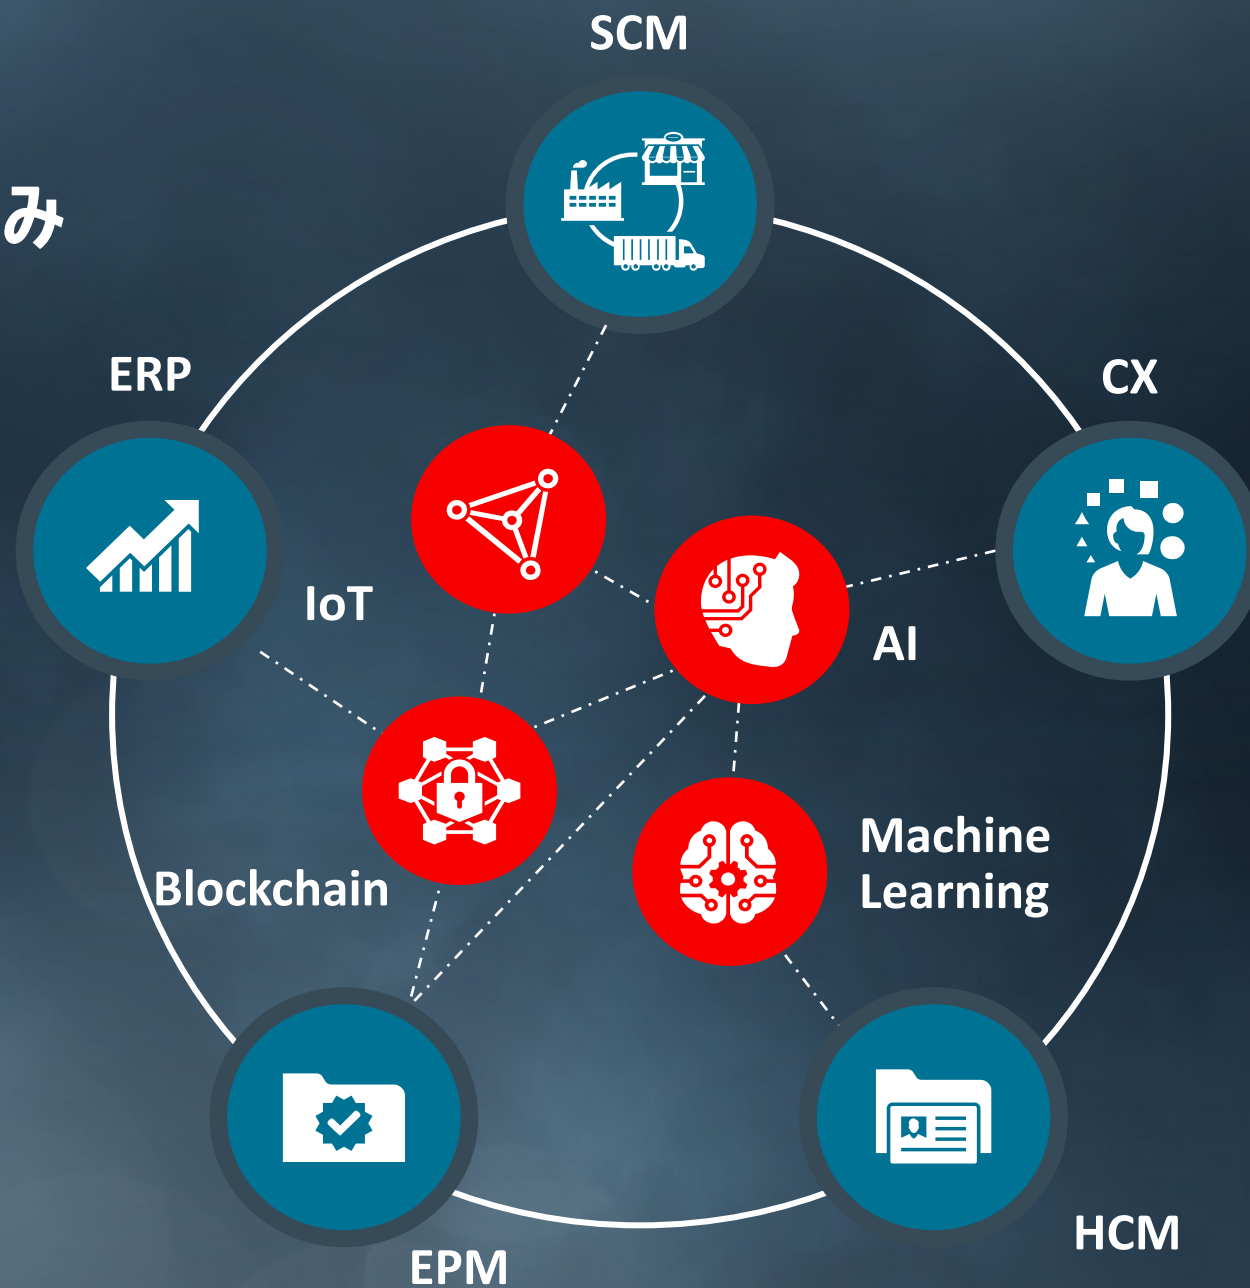 SCM
み
ERP
CX
IoT
AI
Machine
Learning
Blockchain
HCM
EPM